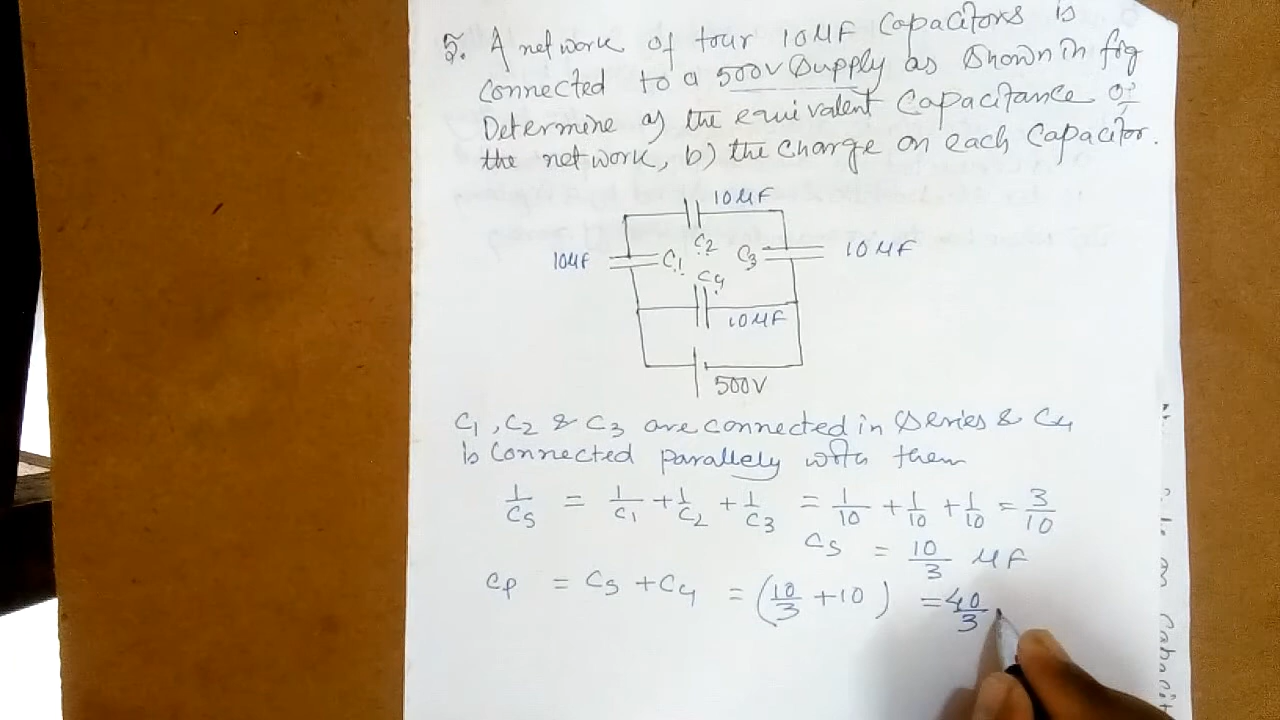 5. A network of four 10μF Capacitors is
connected to a 500V Supply as shown in fig
Determine a) the equivalent Capacitance of
the network, b) the charge on each Capacitor.
10μF
10μF C1 C2 C3 10μF
C4
10μF
500V
C1, C2 & C3 are connected in Series & C4
is connected parallely with them
1/CS = 1/C1 + 1/C2 + 1/C3 = 1/10 + 1/10 + 1/10 = 3/10
CS = 10/3 μF
CP = CS + C4 = (10/3 + 10) = 40/3